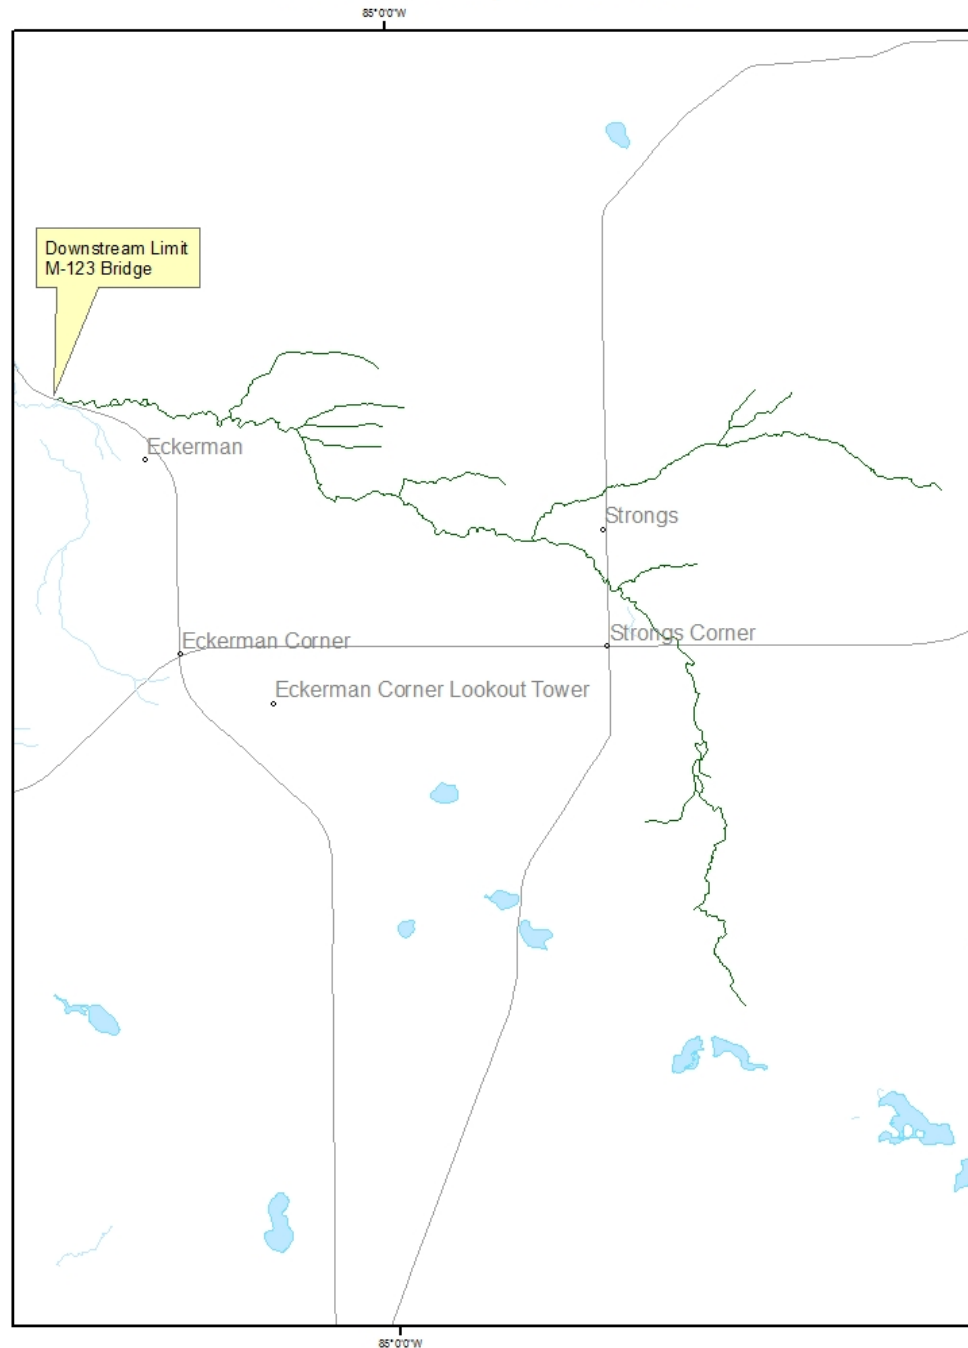 85°0'0"W
Downstream Limit
M-123 Bridge
Eckerman
Strongs
Strongs Corner
Eckerman Corner
Eckerman Corner Lookout Tower
85°0'0"W